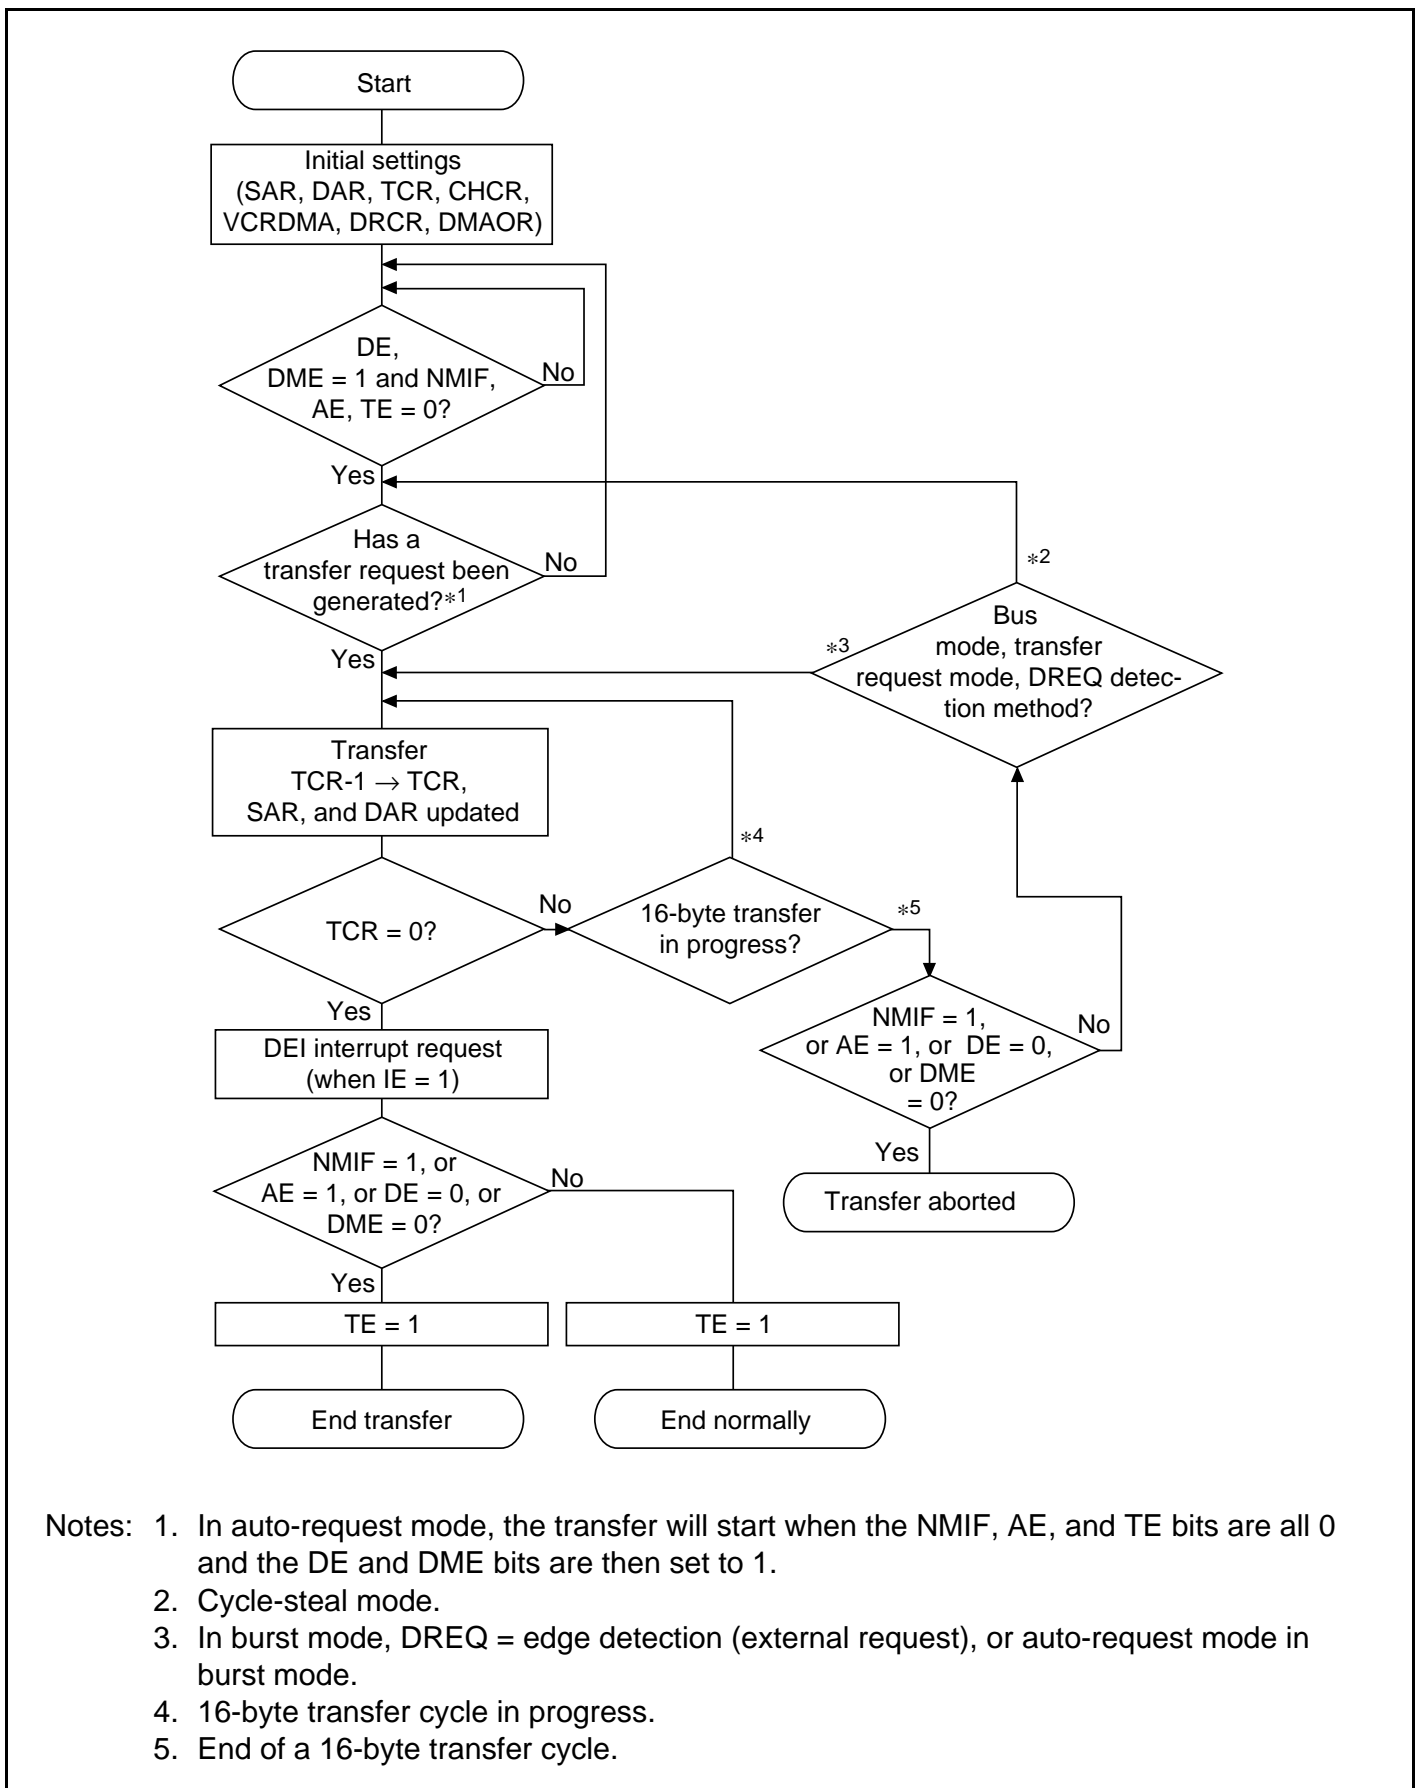 Start
Initial settings
(SAR, DAR, TCR, CHCR,
VCRDMA, DRCR, DMAOR)
DE,
DME = 1 and NMIF,
AE, TE = 0?
No
Yes
Has a
transfer request been
generated?*1
No
Yes
*2
Bus
mode, transfer
request mode, DREQ detec-
tion method?
*3
Transfer
TCR-1 → TCR,
SAR, and DAR updated
*4
TCR = 0?
No
16-byte transfer
in progress?
*5
Yes
NMIF = 1,
or AE = 1, or DE = 0,
or DME
= 0?
No
Yes
Transfer aborted
DEI interrupt request
(when IE = 1)
NMIF = 1, or
AE = 1, or DE = 0, or
DME = 0?
No
Yes
TE = 1
TE = 1
End transfer
End normally
Notes: 1. In auto-request mode, the transfer will start when the NMIF, AE, and TE bits are all 0
and the DE and DME bits are then set to 1.
2. Cycle-steal mode.
3. In burst mode, DREQ = edge detection (external request), or auto-request mode in
burst mode.
4. 16-byte transfer cycle in progress.
5. End of a 16-byte transfer cycle.